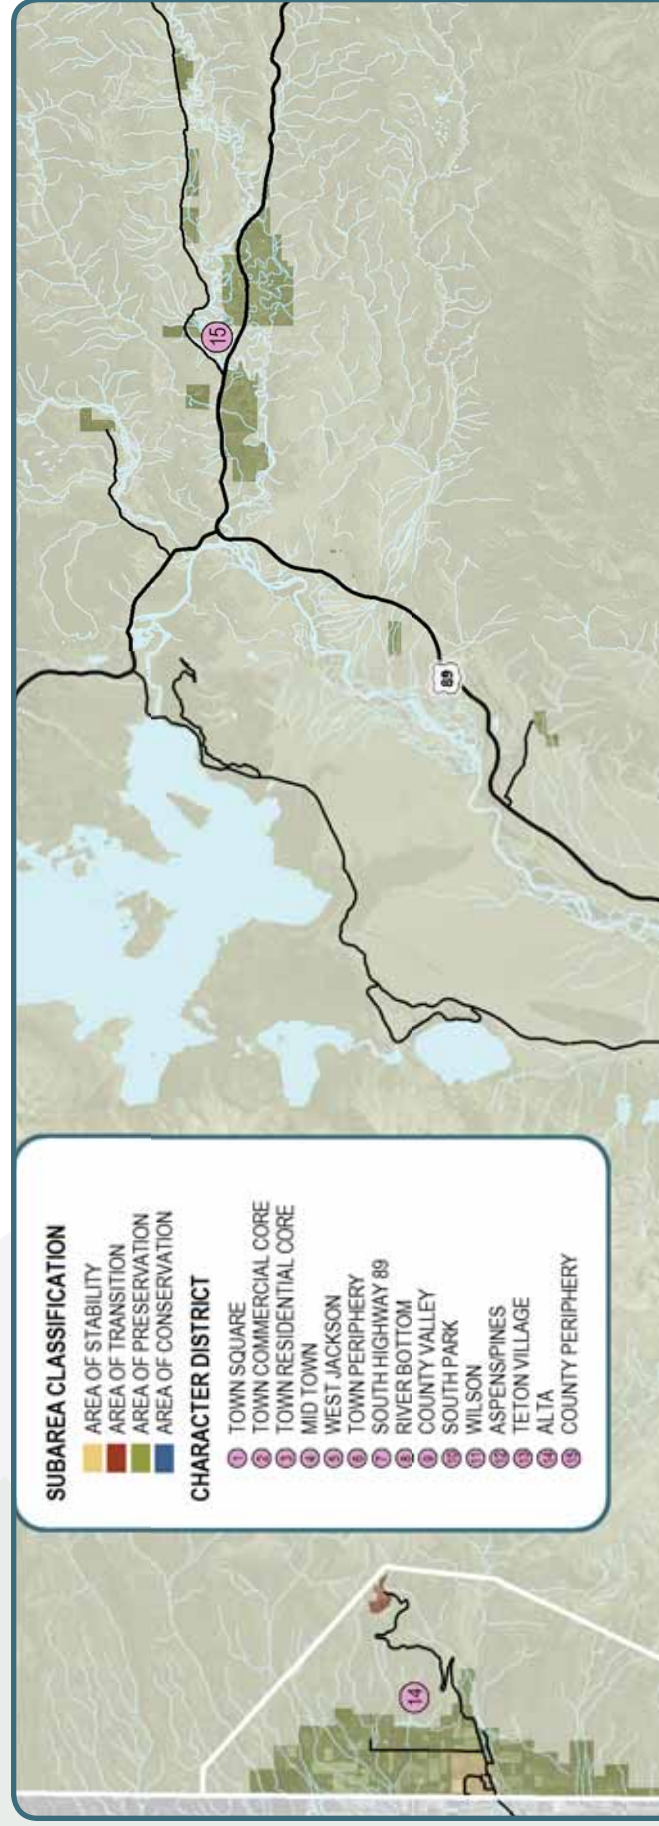 SUBAREA CLASSIFICATION
AREA OF STABILITY
AREA OF TRANSITION
AREA OF PRESERVATION
AREA OF CONSERVATION
CHARACTER DISTRICT
1 TOWN SQUARE
2 TOWN COMMERCIAL CORE
3 TOWN RESIDENTIAL CORE
4 MID TOWN
5 WEST JACKSON
6 TOWN PERIPHERY
7 SOUTH HIGHWAY 89
8 RIVER BOTTOM
9 COUNTY VALLEY
10 SOUTH PARK
11 WILSON
12 ASPENS/PINES
13 TETON VILLAGE
14 ALTA
15 COUNTY PERIPHERY
14
15
89